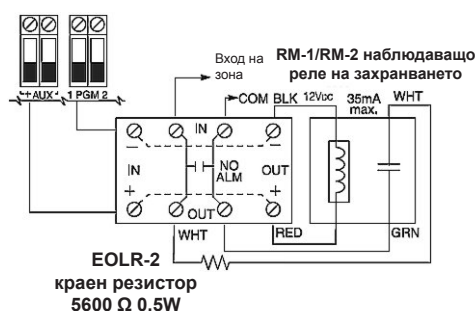 Вход на
зона
RM-1/RM-2 наблюдаващо
реле на захранването
+ AUX -
1 PGM 2
COM BLK 12VDC 35mA
max.
WHT
IN
IN
NO
ALM
OUT
OUT
WHT
RED
GRN
EOLR-2
краен резистор
5600 Ω 0.5W